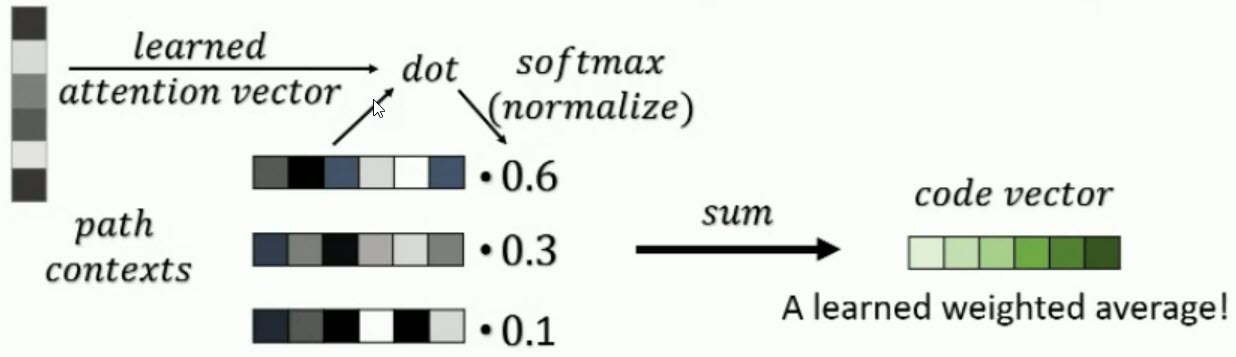 learned
attention vector
dot
softmax
(normalize)
• 0.6
path
contexts
• 0.3
• 0.1
sum
code vector
A learned weighted average!